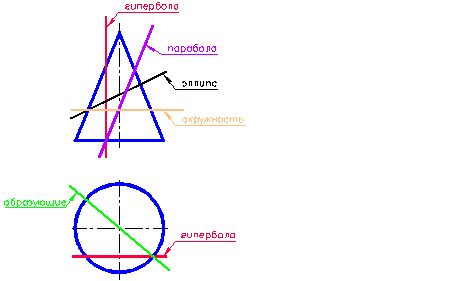 гипербола
парабола
эллипс
окружность
образующие
гипербола